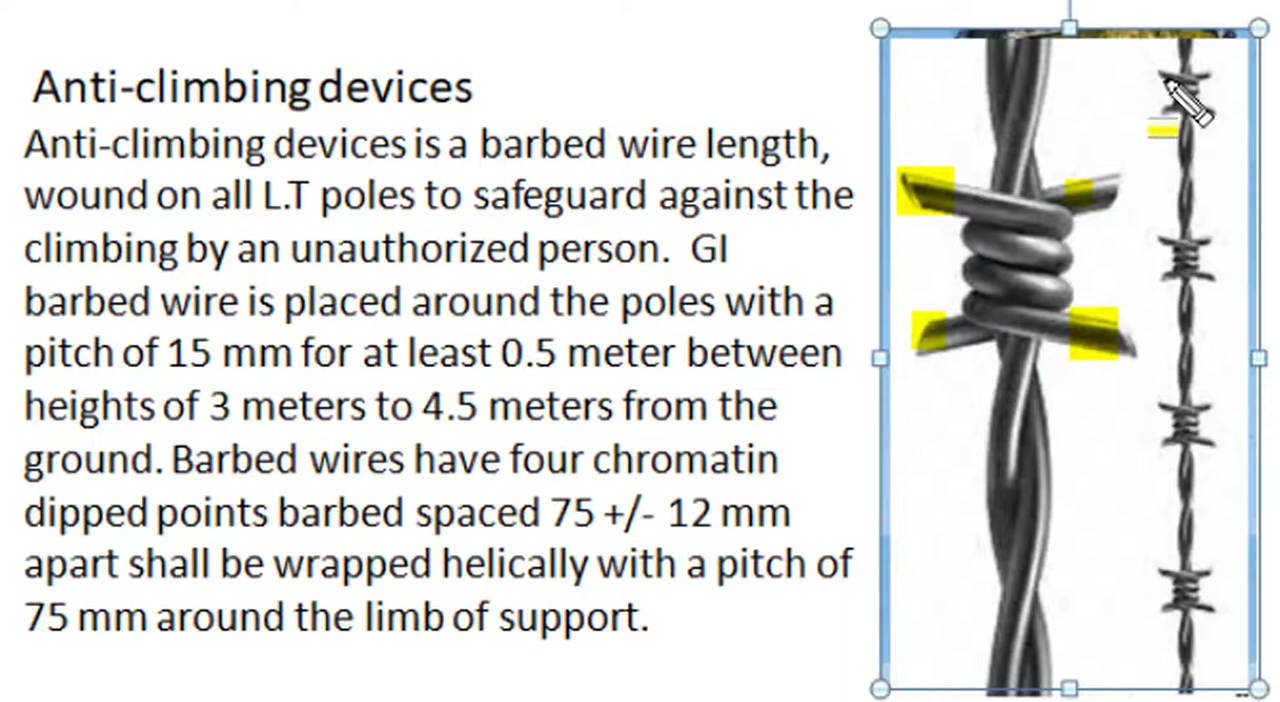 Anti-climbing devices
Anti-climbing devices is a barbed wire length,
wound on all L.T poles to safeguard against the
climbing by an unauthorized person.  GI
barbed wire is placed around the poles with a
pitch of 15 mm for at least 0.5 meter between
heights of 3 meters to 4.5 meters from the
ground. Barbed wires have four chromatin
dipped points barbed spaced 75 +/- 12 mm
apart shall be wrapped helically with a pitch of
75 mm around the limb of support.